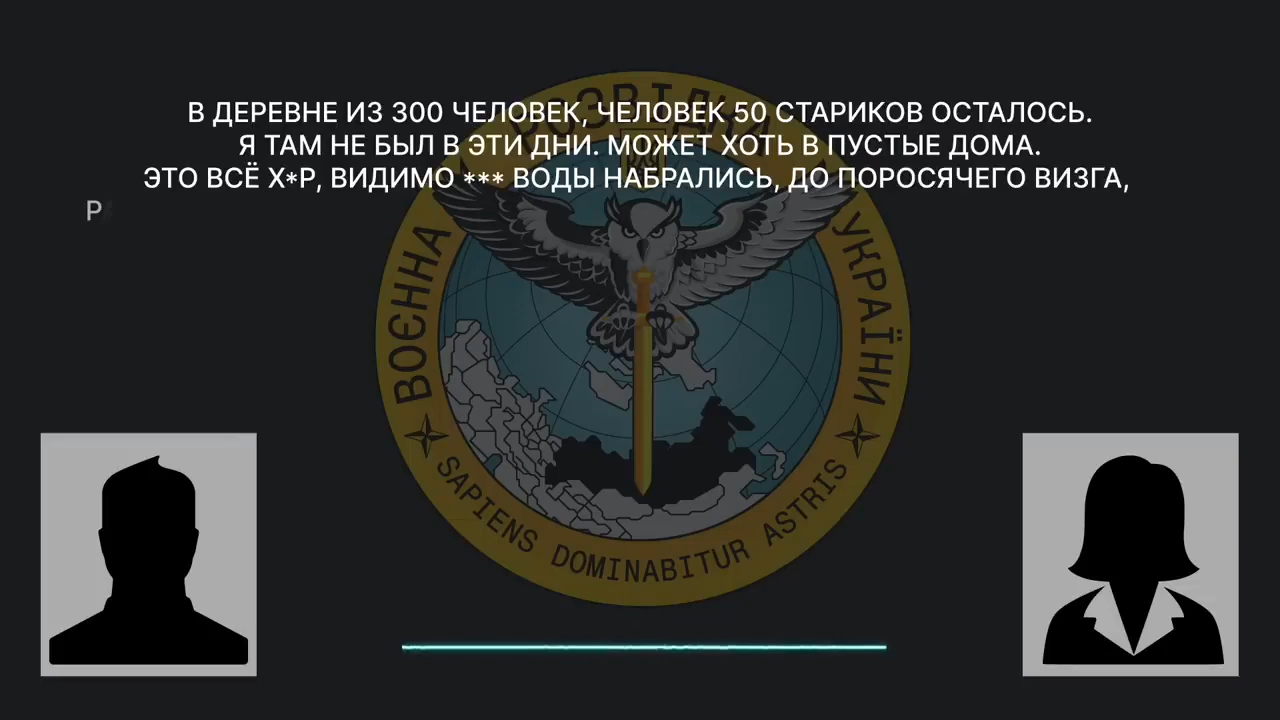 В ДЕРЕВНЕ ИЗ 300 ЧЕЛОВЕК, ЧЕЛОВЕК 50 СТАРИКОВ ОСТАЛОСЬ.
Я ТАМ НЕ БЫЛ В ЭТИ ДНИ. МОЖЕТ ХОТЬ В ПУСТЫЕ ДОМА.
ЭТО ВСЁ Х*Р, ВИДИМО *** ВОДЫ НАБРАЛИСЬ, ДО ПОРОСЯЧЕГО ВИЗГА,
Р
ВОЄННА РОЗВІДКА УКРАЇНИ
SAPIENS DOMINABITUR ASTRIS